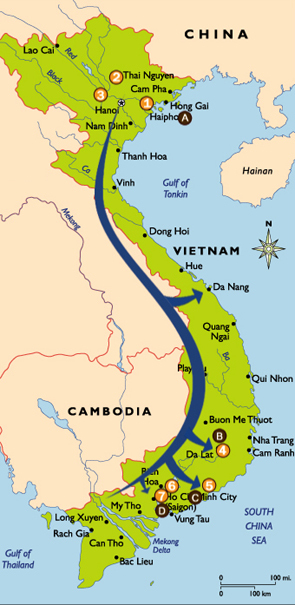 CHINA
Lao Cai
Red
Black
2
Thai Nguyen
Cam Pha
3
1
Hanoi
Hong Gai
Haipho
A
Nam Dinh
Thanh Hoa
Hainan
Ca
Vinh
Gulf of
Tonkin
Mekong
N
Dong Hoi
VIETNAM
Hue
Da Nang
Quang
Ngai
Ba
Play
Qui Nhon
CAMBODIA
Buon Me Thuot
B
Nha Trang
Da Lat
4
Cam Ranh
Bien
Hoa
6
5
7
Ho Chi Minh City
C
(Saigon)
My Tho
D
Vung Tau
Long Xuyen
Rach Gia
SOUTH
CHINA
SEA
Can Tho
Mekong
Delta
Gulf of
Thailand
Bac Lieu
0 100 mi.
0